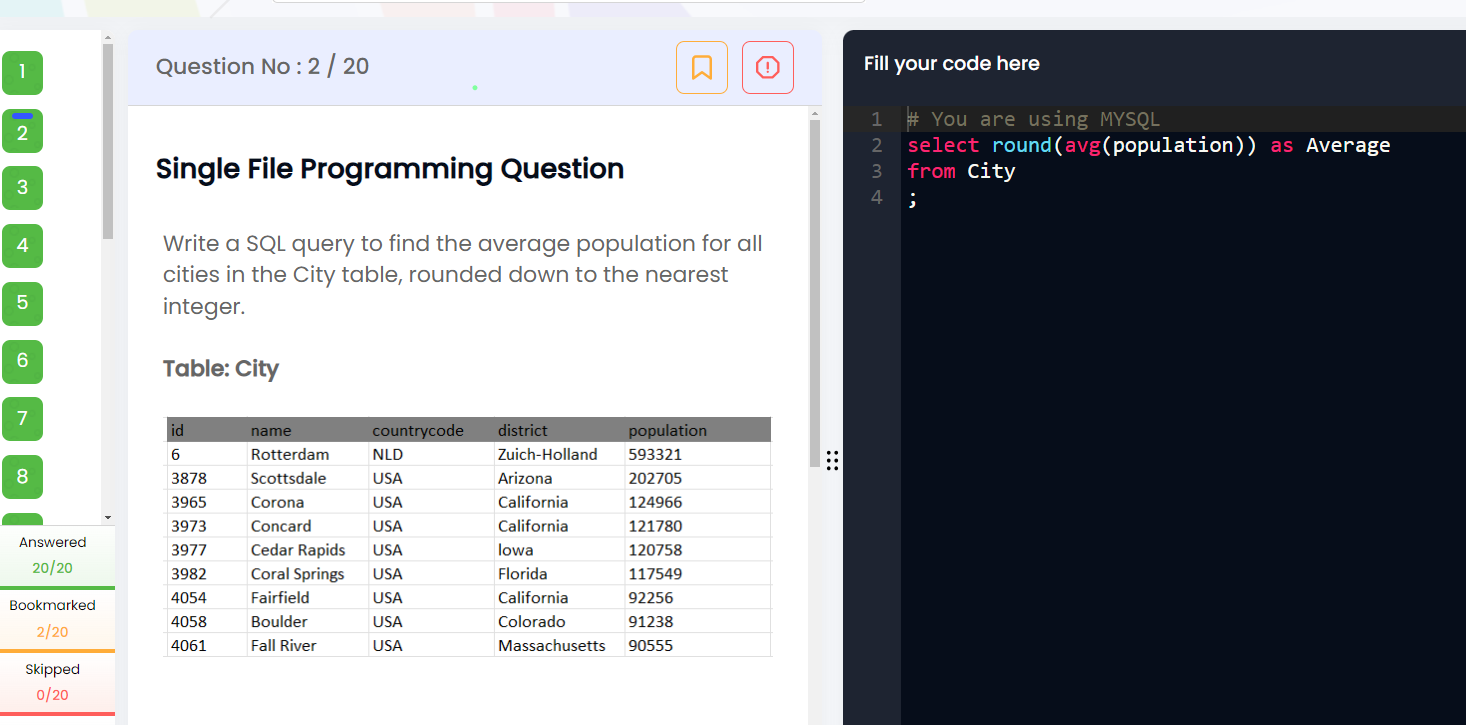 1
2
3
4
5
6
7
8
Answered
20/20
Bookmarked
2/20
Skipped
0/20
Question No : 2 / 20
Single File Programming Question
Write a SQL query to find the average population for all
cities in the City table, rounded down to the nearest
integer.
Table: City
id name countrycode district population
6 Rotterdam NLD Zuich-Holland 593321
3878 Scottsdale USA Arizona 202705
3965 Corona USA California 124966
3973 Concard USA California 121780
3977 Cedar Rapids USA Iowa 120758
3982 Coral Springs USA Florida 117549
4054 Fairfield USA California 92256
4058 Boulder USA Colorado 91238
4061 Fall River USA Massachusetts 90555
Fill your code here
1 # You are using MYSQL
2 select round(avg(population)) as Average
3 from City
4 ;